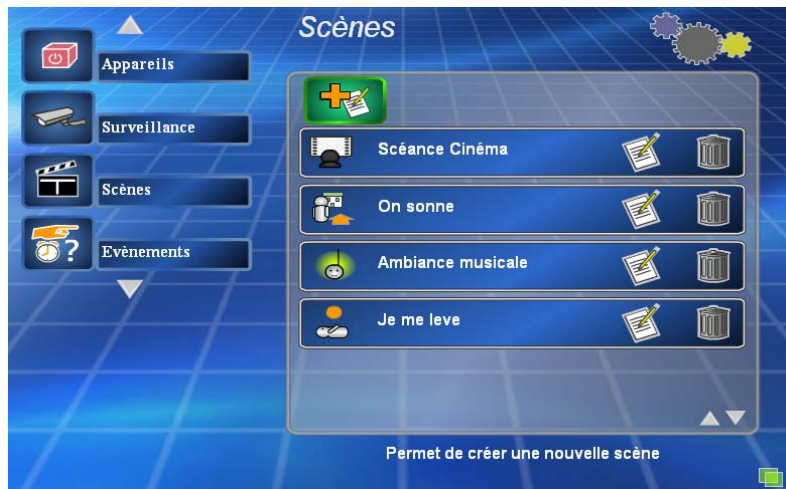 Scènes
Appareils
Surveillance
Scènes
Evènements
?
Scéance Cinéma
On sonne
Ambiance musicale
Je me leve
Permet de créer une nouvelle scène